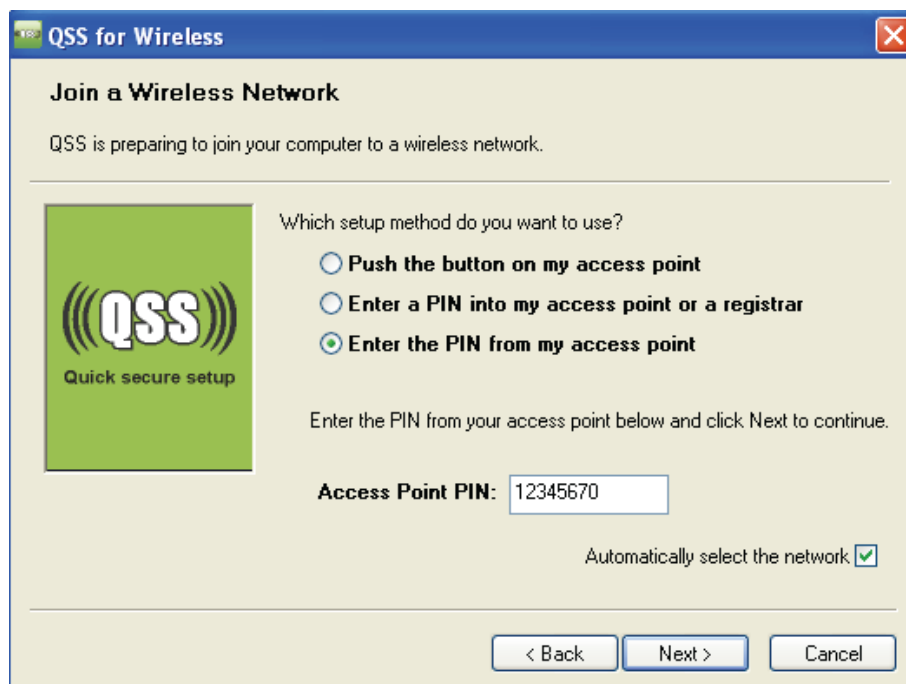 QSS for Wireless
Join a Wireless Network
QSS is preparing to join your computer to a wireless network.
QSS
Quick secure setup
Which setup method do you want to use?
Push the button on my access point
Enter a PIN into my access point or a registrar
Enter the PIN from my access point
Enter the PIN from your access point below and click Next to continue.
Access Point PIN: 12345670
Automatically select the network
< Back Next > Cancel